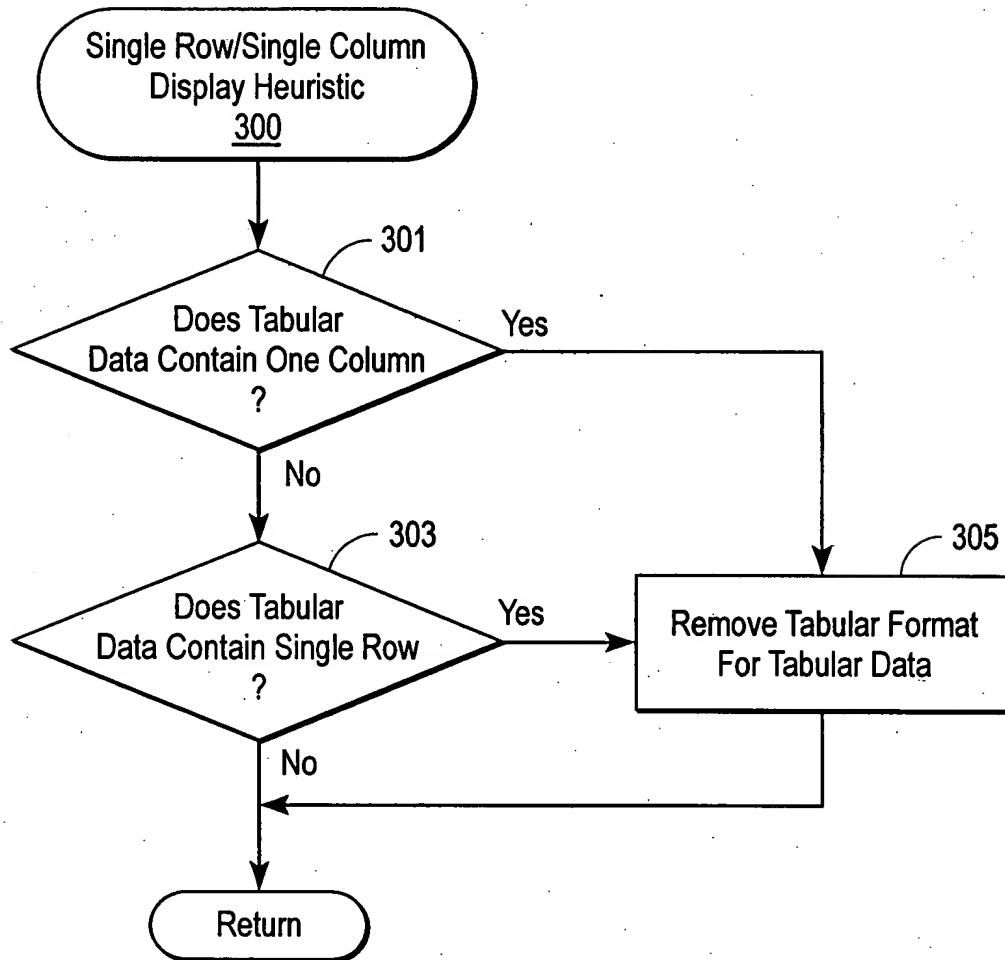 Single Row/Single Column
Display Heuristic
300
301
Does Tabular
Data Contain One Column
?
Yes
No
303
Does Tabular
Data Contain Single Row
?
Yes
305
Remove Tabular Format
For Tabular Data
No
Return